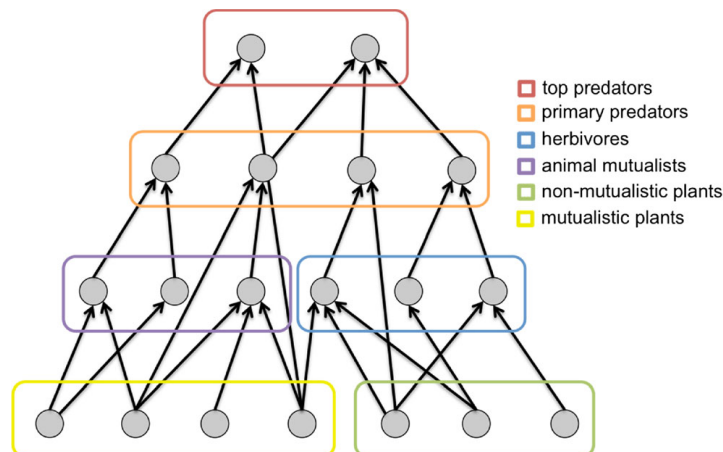 top predators
primary predators
herbivores
animal mutualists
non-mutualistic plants
mutualistic plants